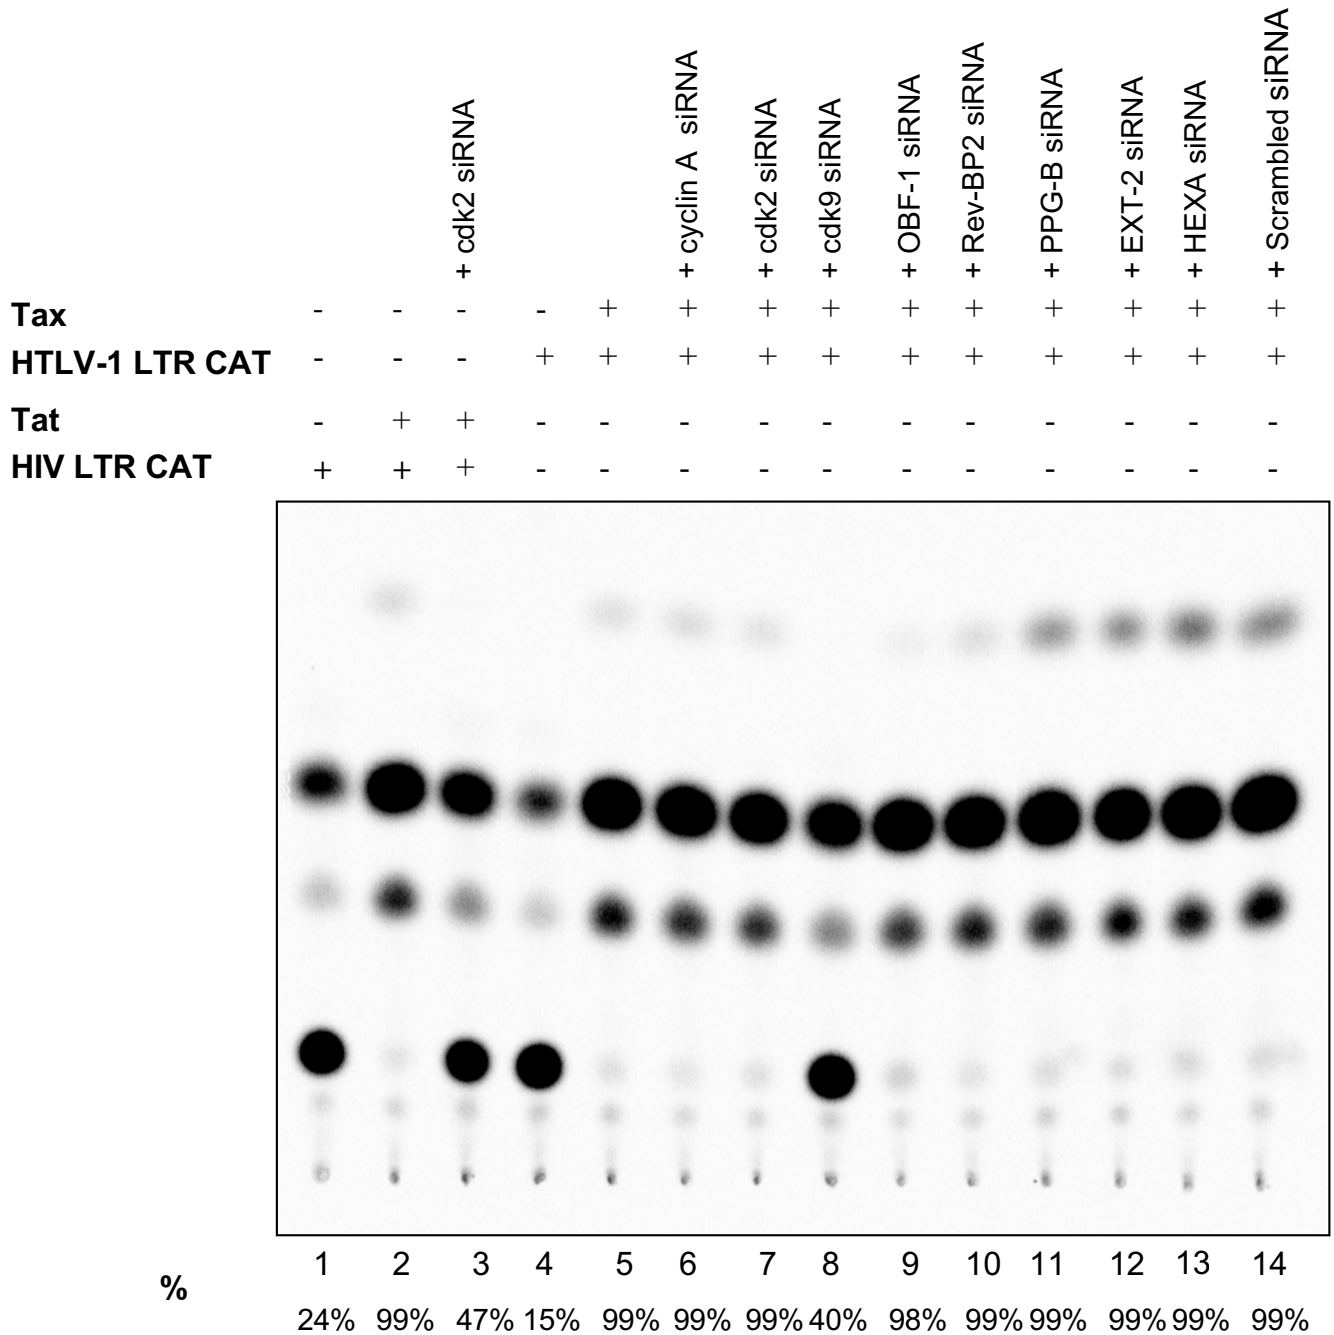 + cdk2 siRNA
+ cyclin A siRNA
+ cdk2 siRNA
+ cdk9 siRNA
+ OBF-1 siRNA
+ Rev-BP2 siRNA
+ PPG-B siRNA
+ EXT-2 siRNA
+ HEXA siRNA
+ Scrambled siRNA
Tax - - - - + + + + + + + + + +
HTLV-1 LTR CAT - - - + + + + + + + + + + +
Tat - + + - - - - - - - - - - -
HIV LTR CAT + + + - - - - - - - - - - -
1 2 3 4 5 6 7 8 9 10 11 12 13 14
%
24% 99% 47% 15% 99% 99% 99% 40% 98% 99% 99% 99% 99% 99%